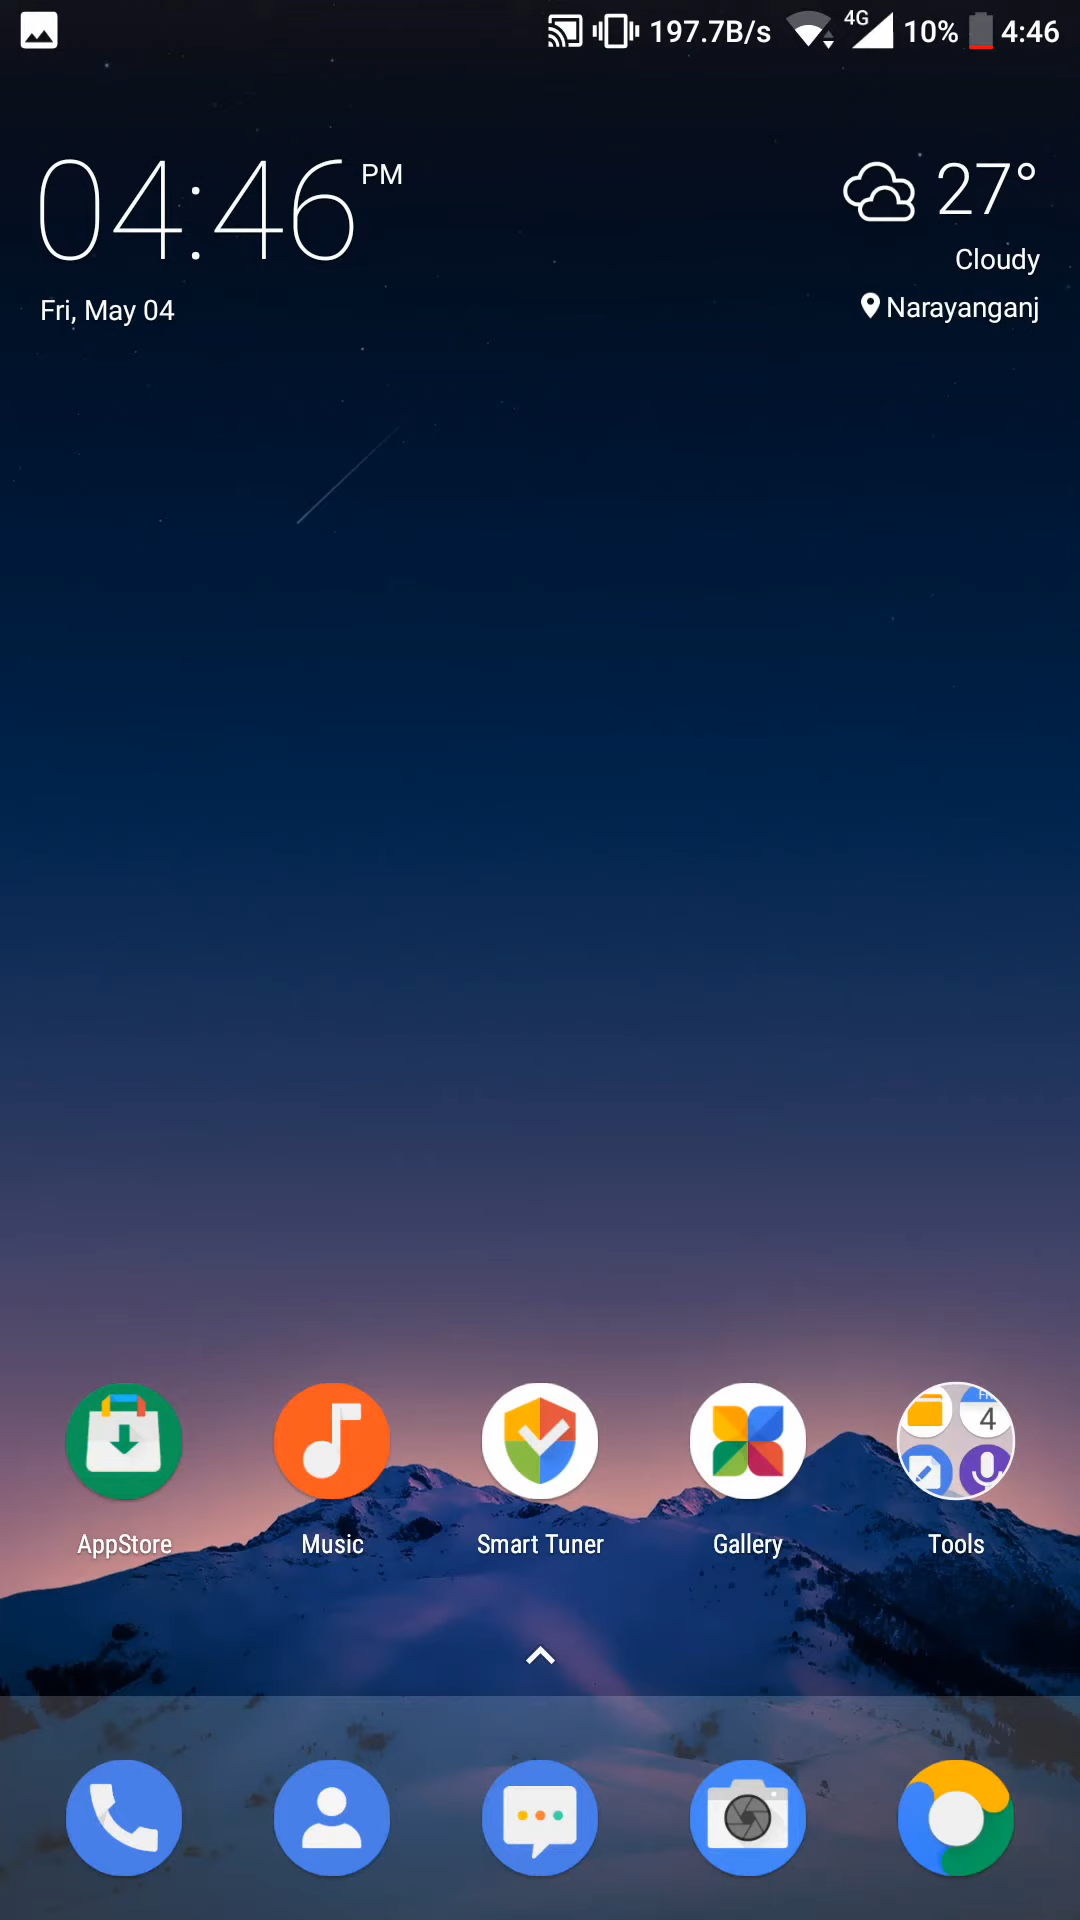 4G
197.7B/s 10% 4:46
04:46 PM
27°
Cloudy
Fri, May 04
Narayanganj
4
AppStore
Music
Smart Tuner
Gallery
Tools